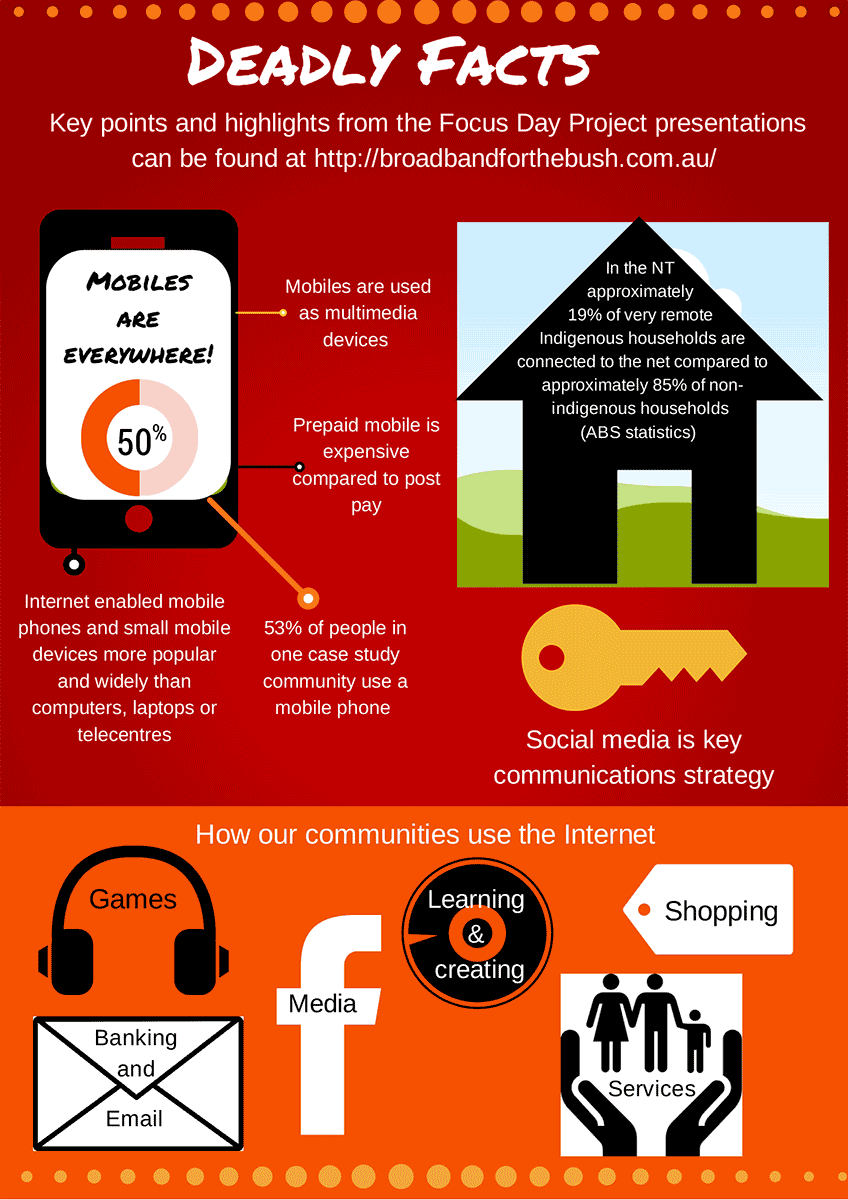 Deadly Facts
Key points and highlights from the Focus Day Project presentations
can be found at http://broadbandforthebush.com.au/
Mobiles
are
everywhere!
50%
Mobiles are used
as multimedia
devices
Prepaid mobile is
expensive
compared to post
pay
In the NT
approximately
19% of very remote
Indigenous households are
connected to the net compared to
approximately 85% of non-
indigenous households
(ABS statistics)
Internet enabled mobile
phones and small mobile
devices more popular
and widely than
computers, laptops or
telecentres
53% of people in
one case study
community use a
mobile phone
Social media is key
communications strategy
How our communities use the Internet
Games
Learning
&
creating
Shopping
Media
Banking
and
Email
Services